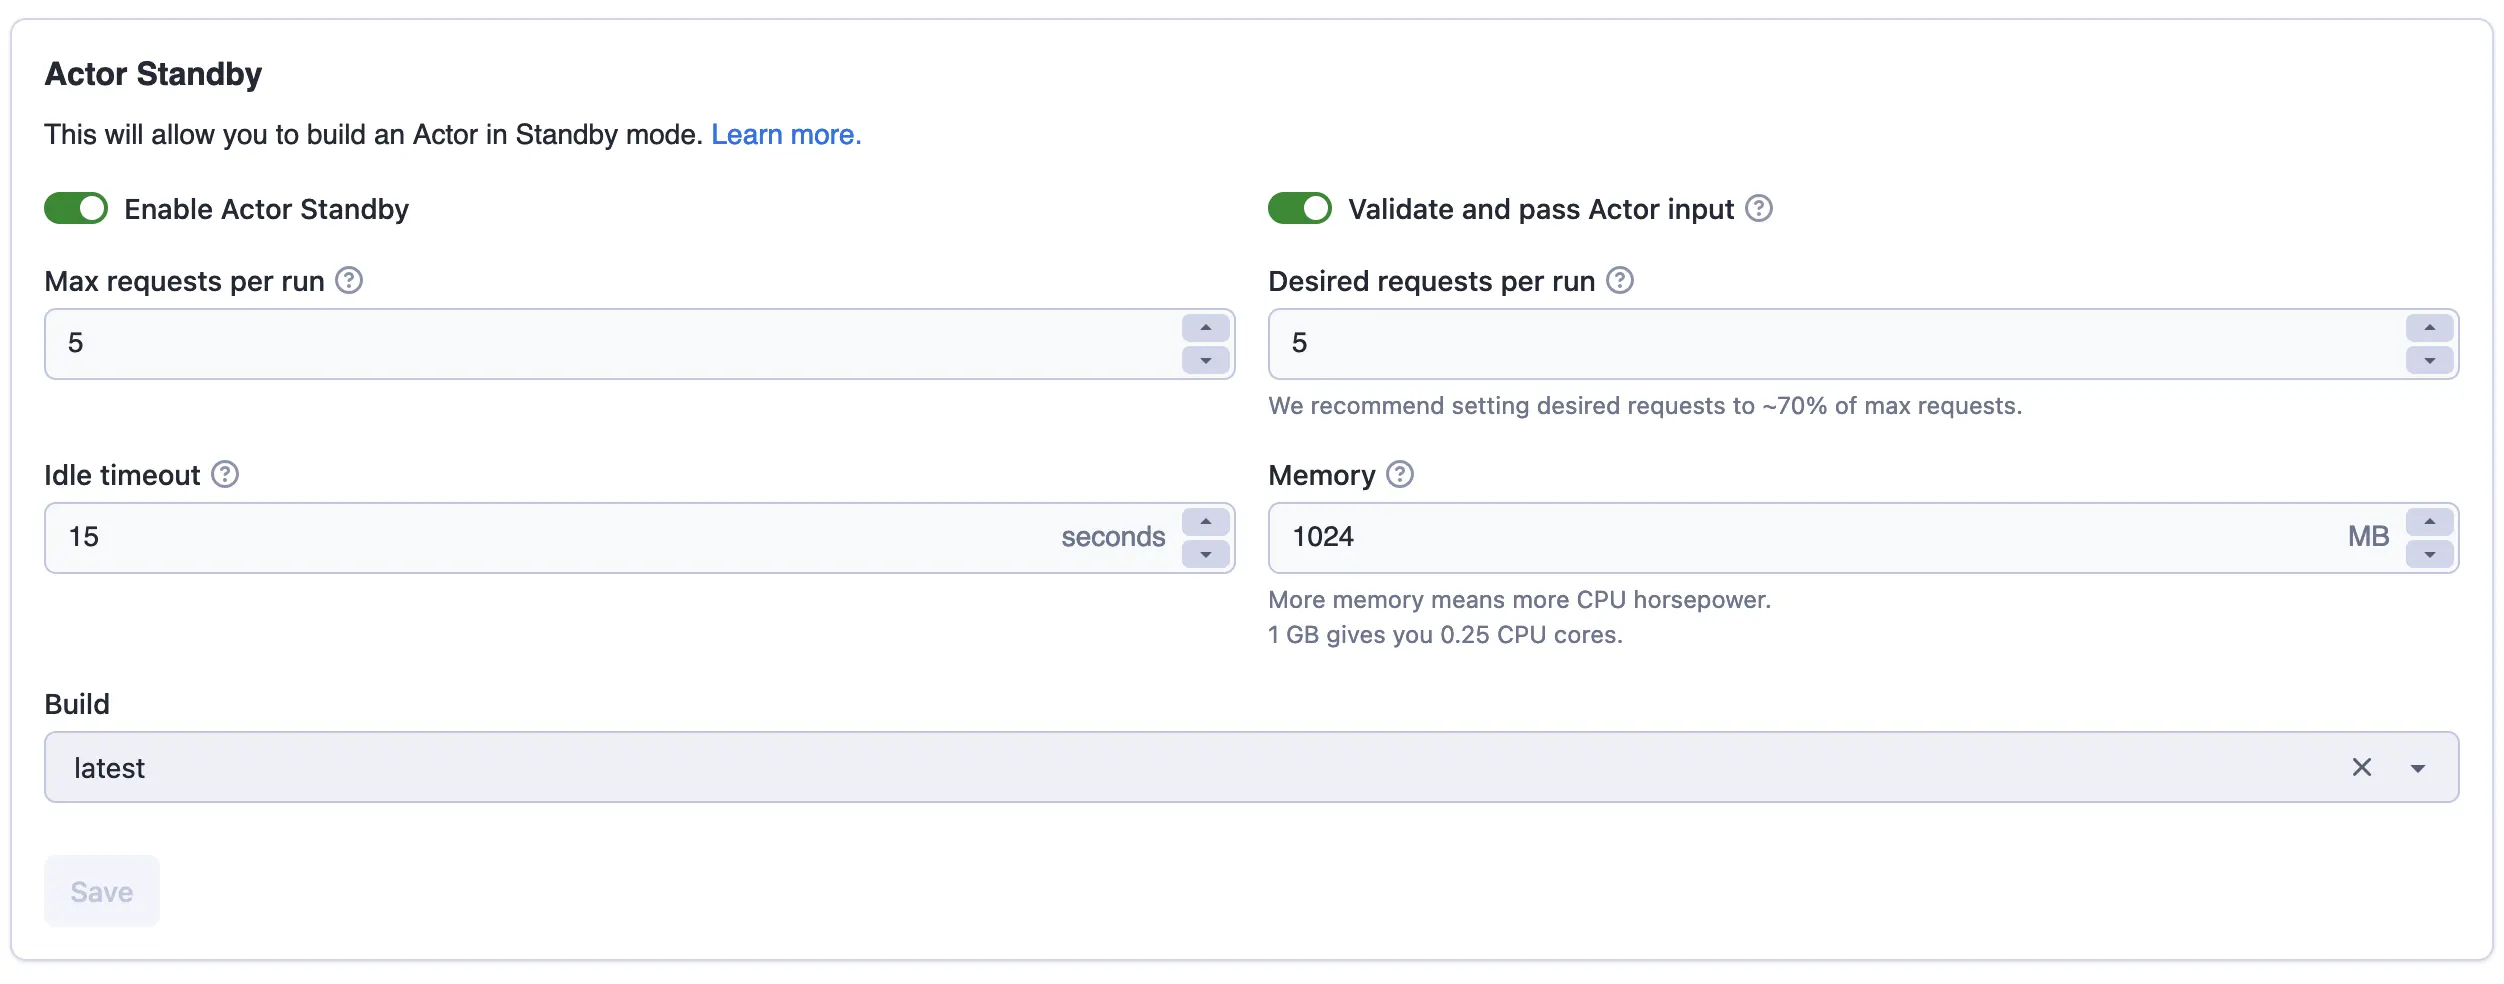 Actor Standby
This will allow you to build an Actor in Standby mode. Learn more.
Enable Actor Standby
Validate and pass Actor input
Max requests per run
Desired requests per run
5
5
We recommend setting desired requests to ~70% of max requests.
Idle timeout
Memory
15 seconds
1024 MB
More memory means more CPU horsepower.
1 GB gives you 0.25 CPU cores.
Build
latest
Save